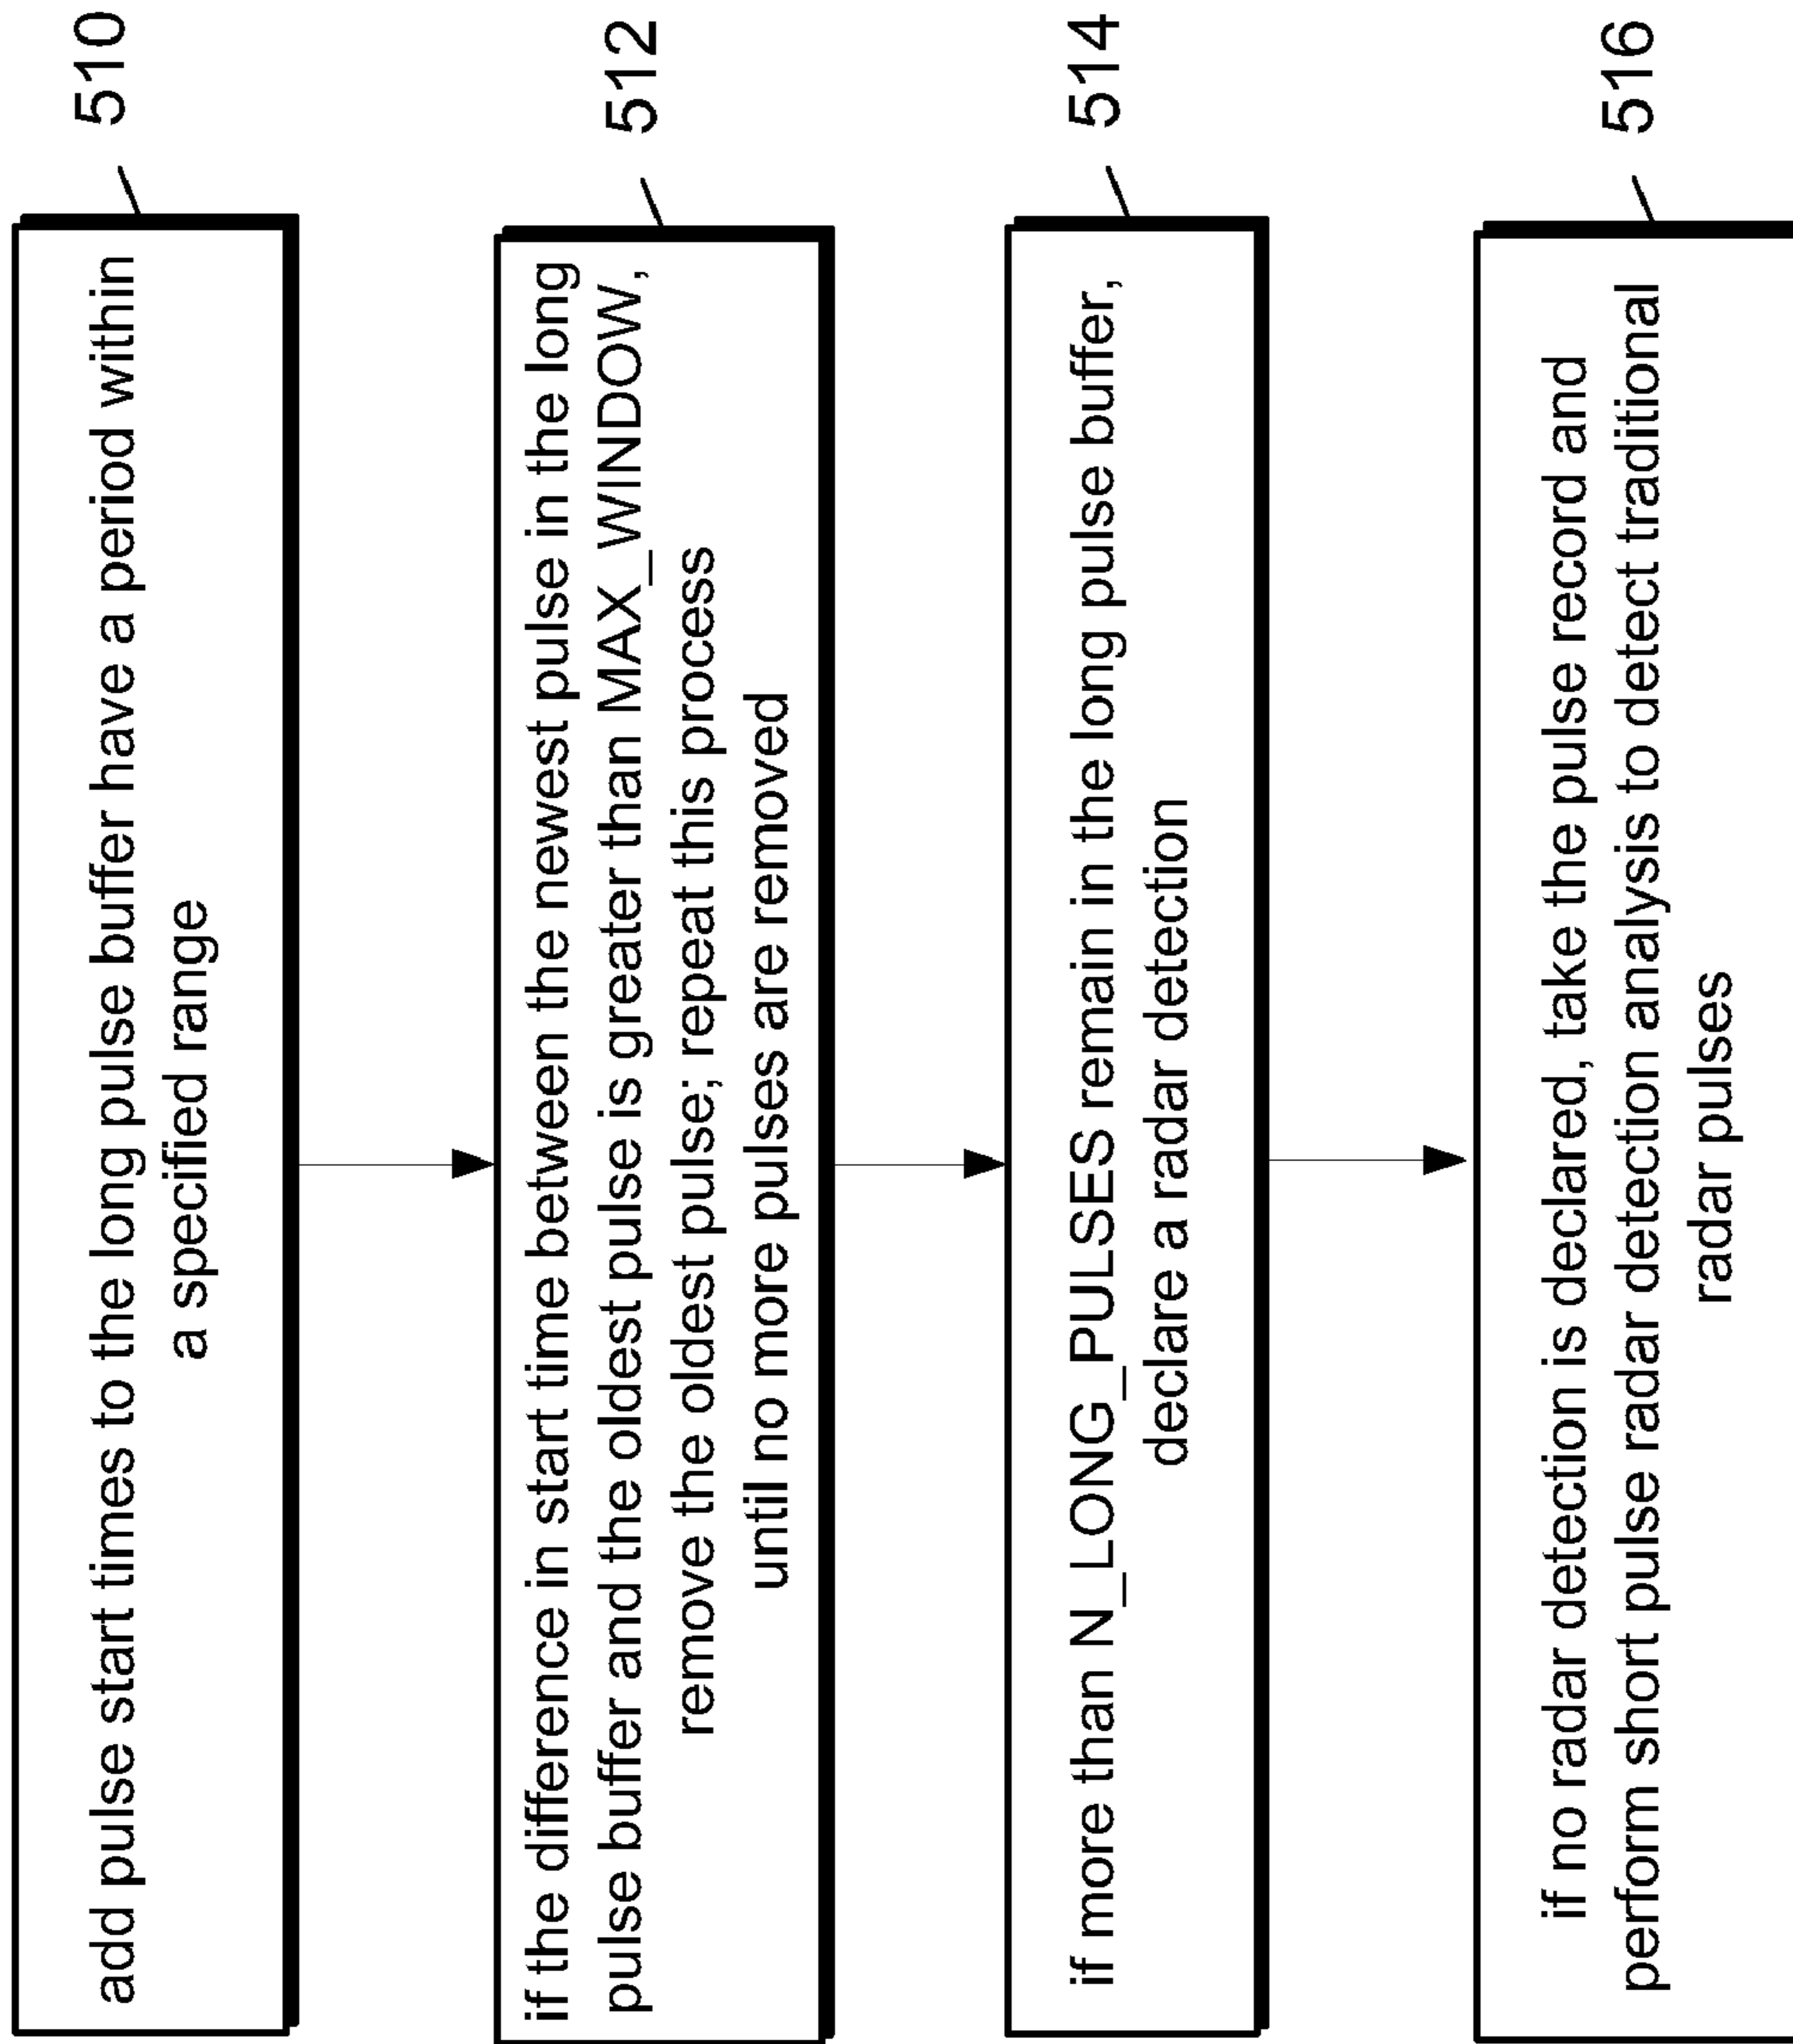 add pulse start times to the long pulse buffer have a period within
a specified range
510
if the difference in start time between the newest pulse in the long
pulse buffer and the oldest pulse is greater than MAX_WINDOW,
remove the oldest pulse; repeat this process
until no more pulses are removed
512
if more than N_LONG_PULSES remain in the long pulse buffer,
declare a radar detection
514
if no radar detection is declared, take the pulse record and
perform short pulse radar detection analysis to detect traditional
radar pulses
516